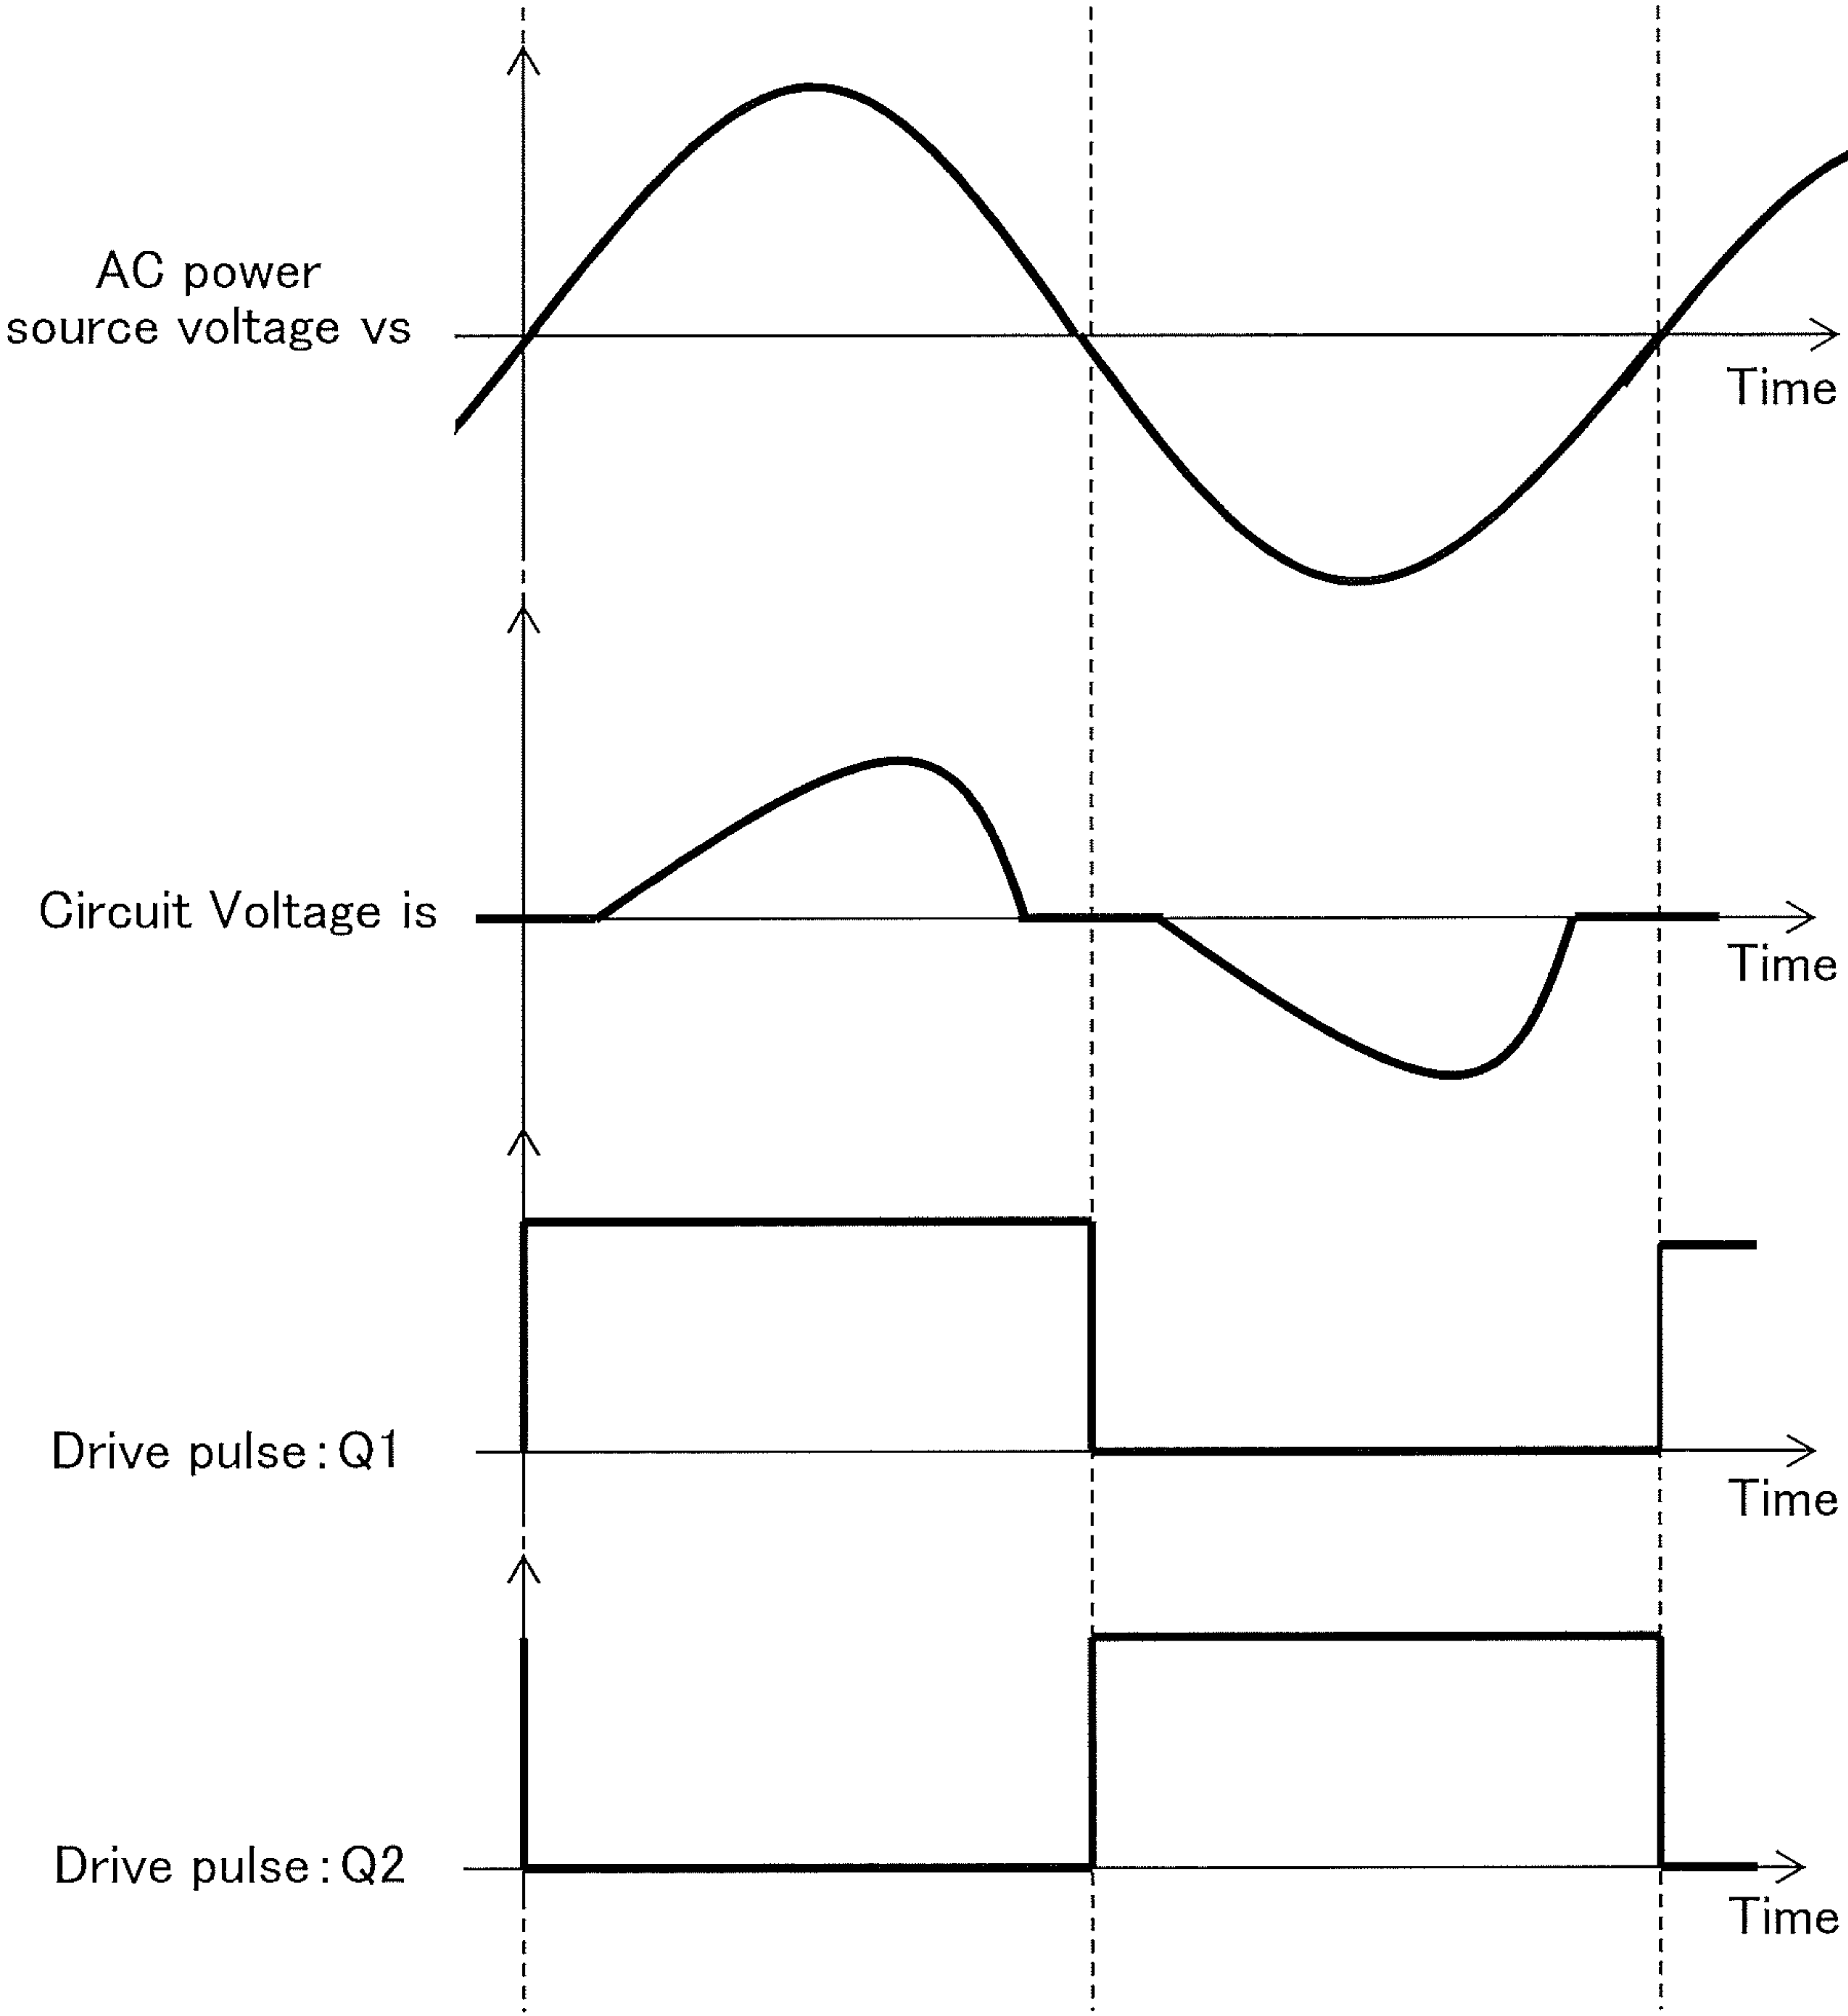 AC power
source voltage vs
Time
Circuit Voltage is
Time
Drive pulse:Q1
Time
Drive pulse:Q2
Time